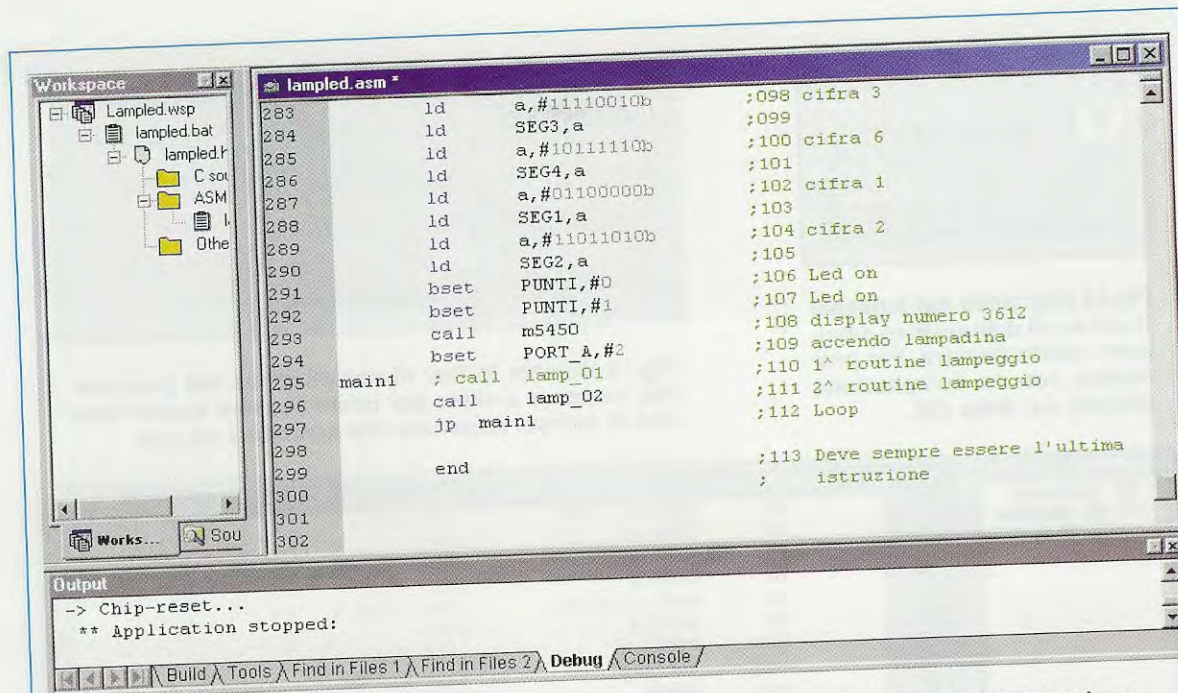 Workspace
Lampled.wsp
lampled.bat
lampled.h
C sou
ASM
l
Othe
Works... Sou
lampled.asm *
283 ld a,#11110010b ;098 cifra 3
284 ld SEG3,a ;099
285 ld a,#10111110b ;100 cifra 6
286 ld SEG4,a ;101
287 ld a,#01100000b ;102 cifra 1
288 ld SEG1,a ;103
289 ld a,#11011010b ;104 cifra 2
290 ld SEG2,a ;105
291 bset PUNTI,#0 ;106 Led on
292 bset PUNTI,#1 ;107 Led on
293 call m5450 ;108 display numero 3612
294 bset PORT_A,#2 ;109 accendo lampadina
295 main1 ; call lamp_01 ;110 1^ routine lampeggio
296 call lamp_02 ;111 2^ routine lampeggio
297 jp main1 ;112 Loop
298
299 end ;113 Deve sempre essere l'ultima
300 ; istruzione
301
302
Output
-> Chip-reset...
** Application stopped:
Build Tools Find in Files 1 Find in Files 2 Debug Console